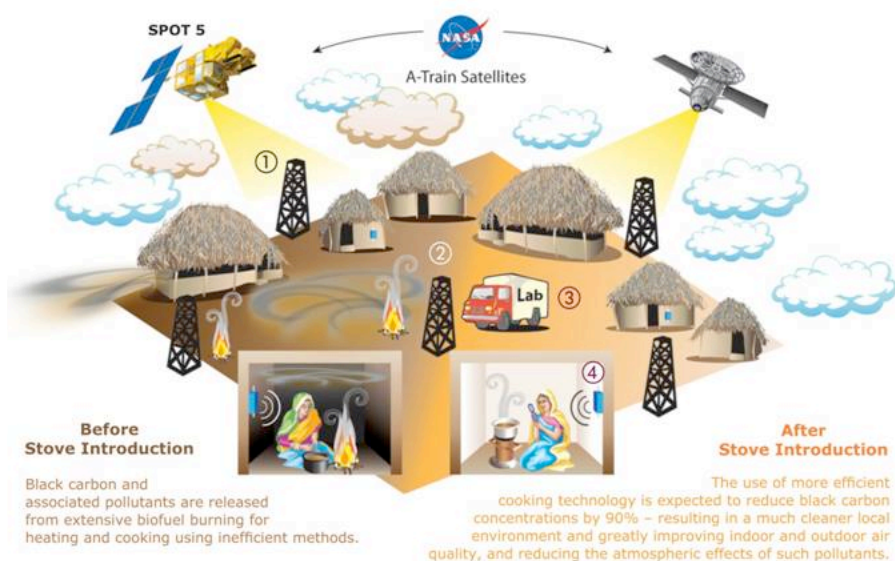 SPOT 5
NASA
A-Train Satellites
1
2
Lab
3
4
Before
Stove Introduction
Black carbon and
associated pollutants are released
from extensive biofuel burning for
heating and cooking using inefficient methods.
After
Stove Introduction
The use of more efficient
cooking technology is expected to reduce black carbon
concentrations by 90% – resulting in a much cleaner local
environment and greatly improving indoor and outdoor air
quality, and reducing the atmospheric effects of such pollutants.